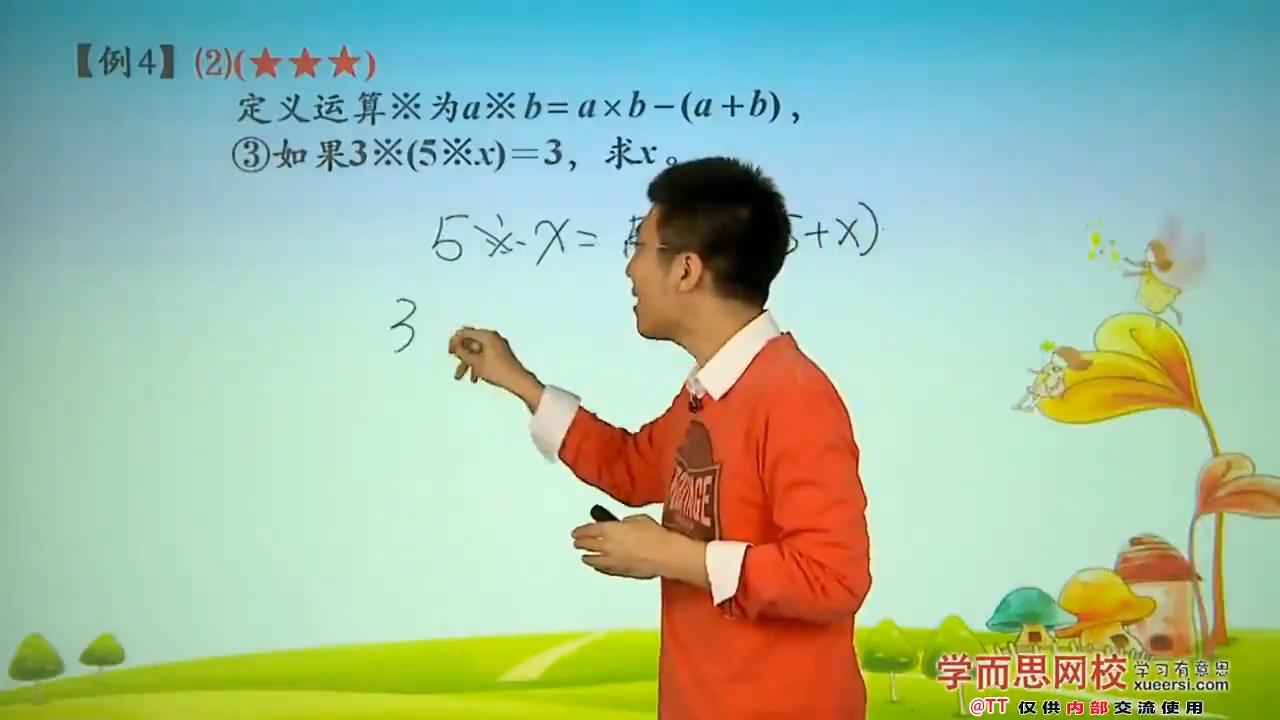 【例4】(2)(★★★)
定义运算※为a※b=a×b-(a+b),
③如果3※(5※x)=3, 求x。
5※x= 5+x)
3
VOYAGE
学而思网校 学习有意思
xueersi.com
@TT 仅供内部交流使用